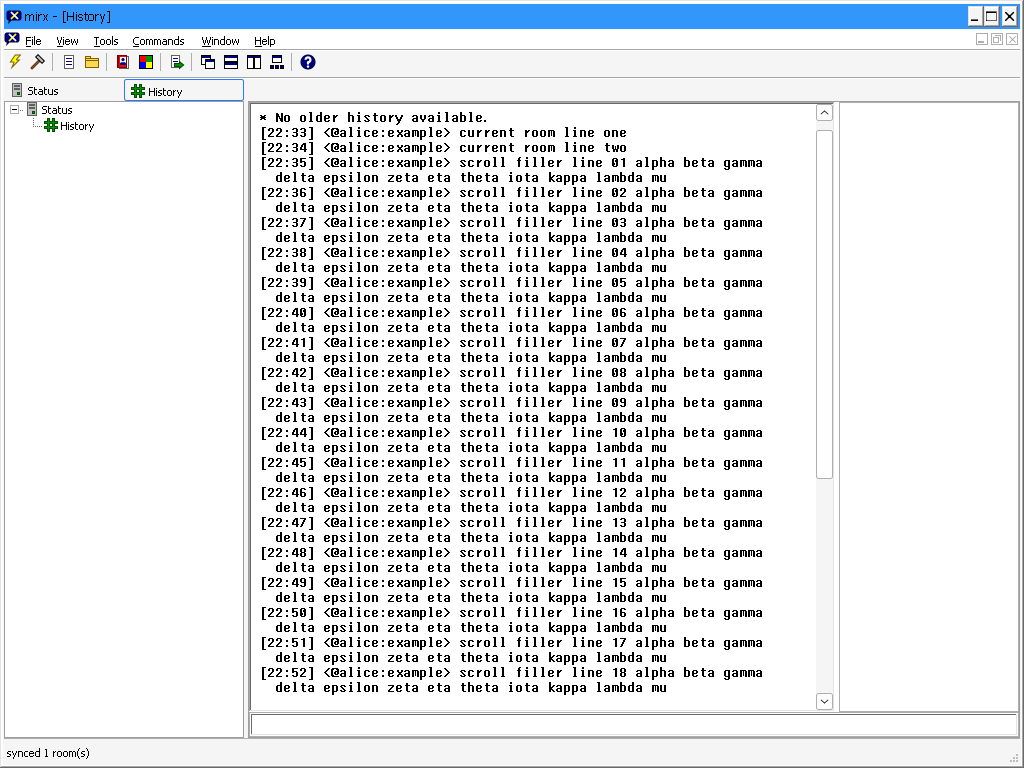 mirx - [History]
File View Tools Commands Window Help
Status History
Status
History
* No older history available.
[22:33] <@alice:example> current room line one
[22:34] <@alice:example> current room line two
[22:35] <@alice:example> scroll filler line 01 alpha beta gamma
delta epsilon zeta eta theta iota kappa lambda mu
[22:36] <@alice:example> scroll filler line 02 alpha beta gamma
delta epsilon zeta eta theta iota kappa lambda mu
[22:37] <@alice:example> scroll filler line 03 alpha beta gamma
delta epsilon zeta eta theta iota kappa lambda mu
[22:38] <@alice:example> scroll filler line 04 alpha beta gamma
delta epsilon zeta eta theta iota kappa lambda mu
[22:39] <@alice:example> scroll filler line 05 alpha beta gamma
delta epsilon zeta eta theta iota kappa lambda mu
[22:40] <@alice:example> scroll filler line 06 alpha beta gamma
delta epsilon zeta eta theta iota kappa lambda mu
[22:41] <@alice:example> scroll filler line 07 alpha beta gamma
delta epsilon zeta eta theta iota kappa lambda mu
[22:42] <@alice:example> scroll filler line 08 alpha beta gamma
delta epsilon zeta eta theta iota kappa lambda mu
[22:43] <@alice:example> scroll filler line 09 alpha beta gamma
delta epsilon zeta eta theta iota kappa lambda mu
[22:44] <@alice:example> scroll filler line 10 alpha beta gamma
delta epsilon zeta eta theta iota kappa lambda mu
[22:45] <@alice:example> scroll filler line 11 alpha beta gamma
delta epsilon zeta eta theta iota kappa lambda mu
[22:46] <@alice:example> scroll filler line 12 alpha beta gamma
delta epsilon zeta eta theta iota kappa lambda mu
[22:47] <@alice:example> scroll filler line 13 alpha beta gamma
delta epsilon zeta eta theta iota kappa lambda mu
[22:48] <@alice:example> scroll filler line 14 alpha beta gamma
delta epsilon zeta eta theta iota kappa lambda mu
[22:49] <@alice:example> scroll filler line 15 alpha beta gamma
delta epsilon zeta eta theta iota kappa lambda mu
[22:50] <@alice:example> scroll filler line 16 alpha beta gamma
delta epsilon zeta eta theta iota kappa lambda mu
[22:51] <@alice:example> scroll filler line 17 alpha beta gamma
delta epsilon zeta eta theta iota kappa lambda mu
[22:52] <@alice:example> scroll filler line 18 alpha beta gamma
delta epsilon zeta eta theta iota kappa lambda mu
synced 1 room(s)